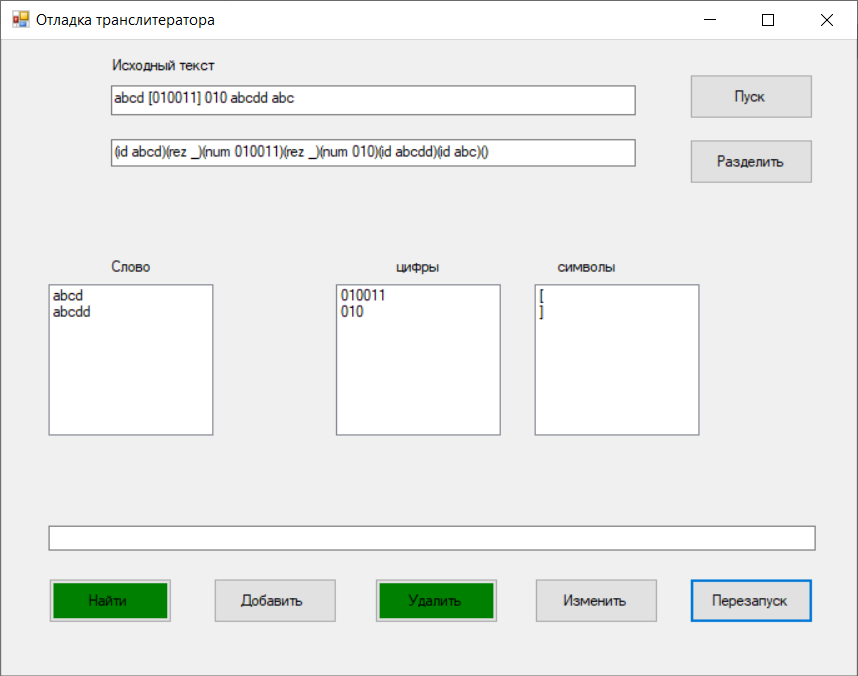 Отладка транслитератора
Исходный текст
abcd [010011] 010 abcdd abc
Пуск
(id abcd)(rez _)(num 010011)(rez _)(num 010)(id abcdd)(id abc)()
Разделить
Слово
цифры
символы
abcd
abcdd
010011
010
[
]
Найти
Добавить
Удалить
Изменить
Перезапуск